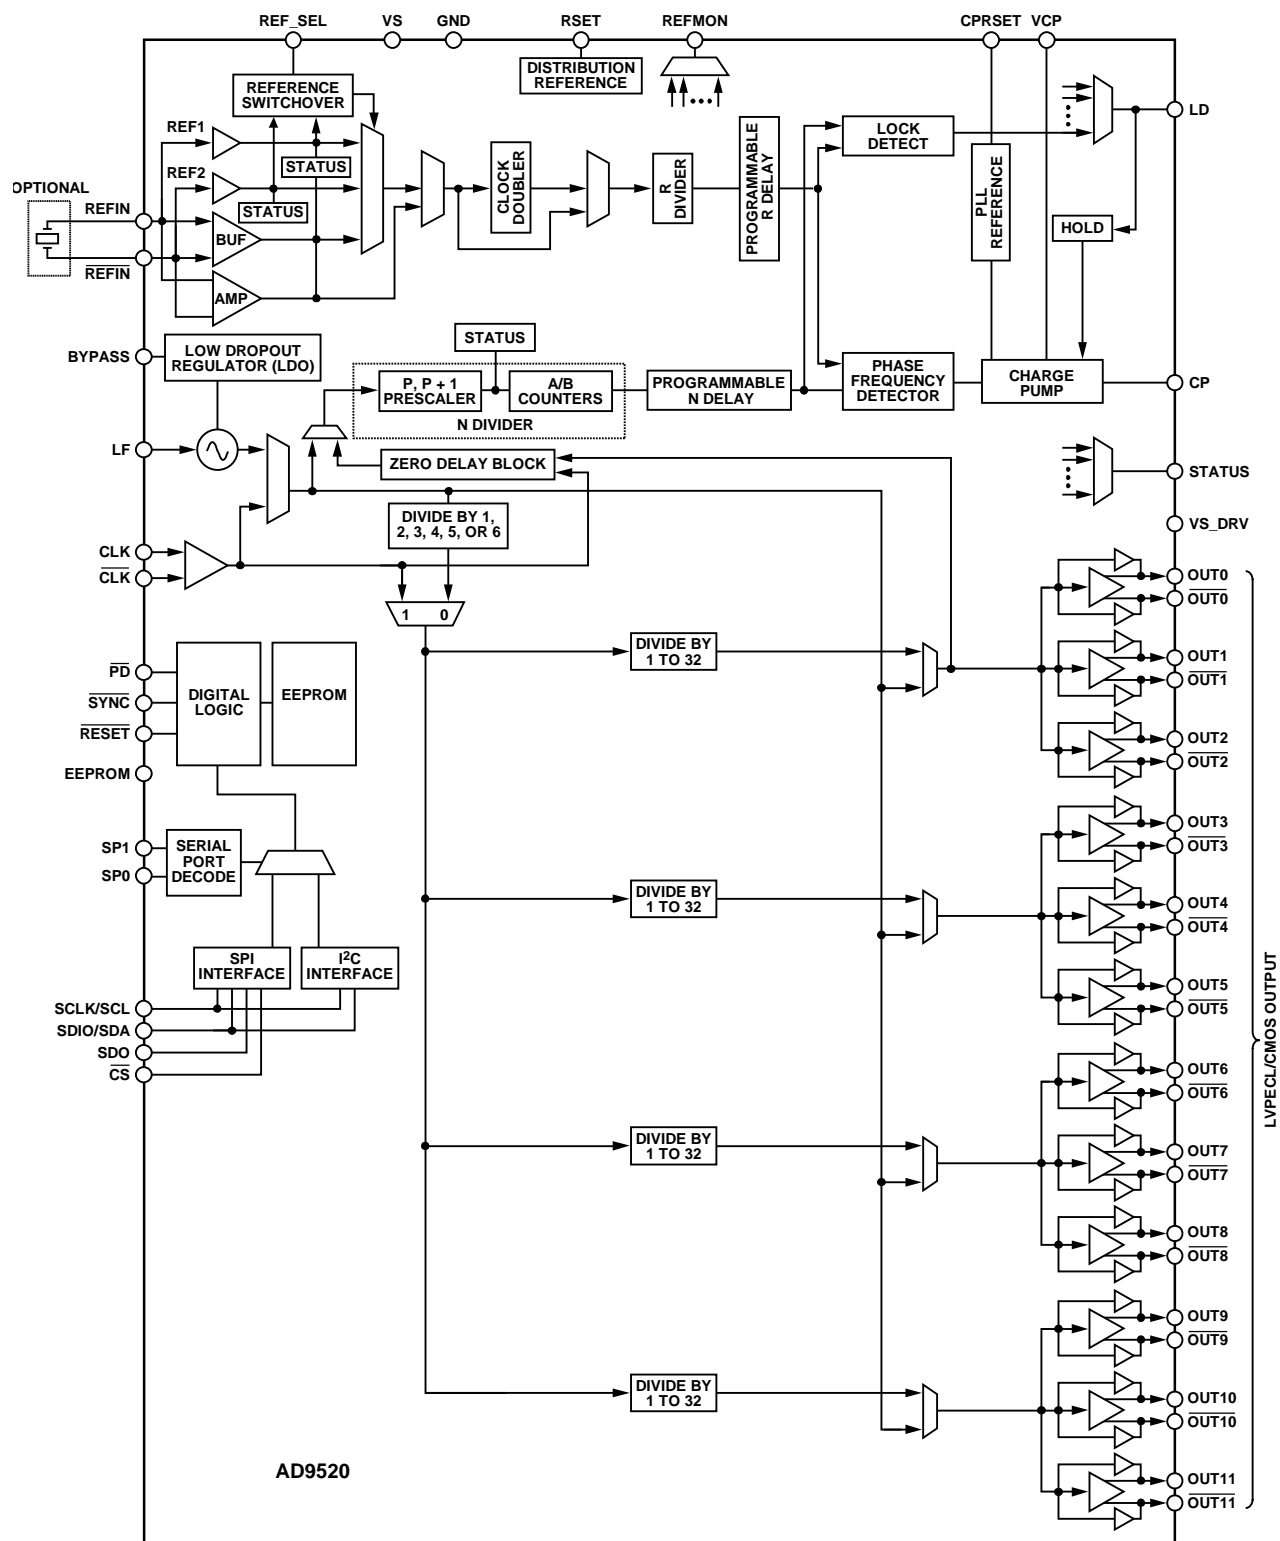 REF_SEL
VS
GND
RSET
REFMON
CPRSET
VCP
DISTRIBUTION
REFERENCE
REFERENCE
SWITCHOVER
REF1
REF2
STATUS
STATUS
OPTIONAL
REFIN
REFIN
BUF
AMP
CLOCK
DOUBLER
R
DIVIDER
PROGRAMMABLE
R DELAY
LOCK
DETECT
PLL
REFERENCE
HOLD
LD
BYPASS
LOW DROPOUT
REGULATOR (LDO)
STATUS
P, P + 1
PRESCALER
A/B
COUNTERS
N DIVIDER
PROGRAMMABLE
N DELAY
PHASE
FREQUENCY
DETECTOR
CHARGE
PUMP
CP
LF
ZERO DELAY BLOCK
STATUS
DIVIDE BY 1,
2, 3, 4, 5, OR 6
VS_DRV
CLK
CLK
1 0
OUT0
OUT0
DIVIDE BY
1 TO 32
OUT1
OUT1
PD
SYNC
RESET
DIGITAL
LOGIC
EEPROM
EEPROM
OUT2
OUT2
SP1
SP0
SERIAL
PORT
DECODE
OUT3
OUT3
DIVIDE BY
1 TO 32
OUT4
OUT4
SPI
INTERFACE
I2C
INTERFACE
OUT5
OUT5
SCLK/SCL
SDIO/SDA
SDO
CS
OUT6
OUT6
DIVIDE BY
1 TO 32
OUT7
OUT7
OUT8
OUT8
OUT9
OUT9
DIVIDE BY
1 TO 32
OUT10
OUT10
OUT11
OUT11
LVPECL/CMOS OUTPUT
AD9520